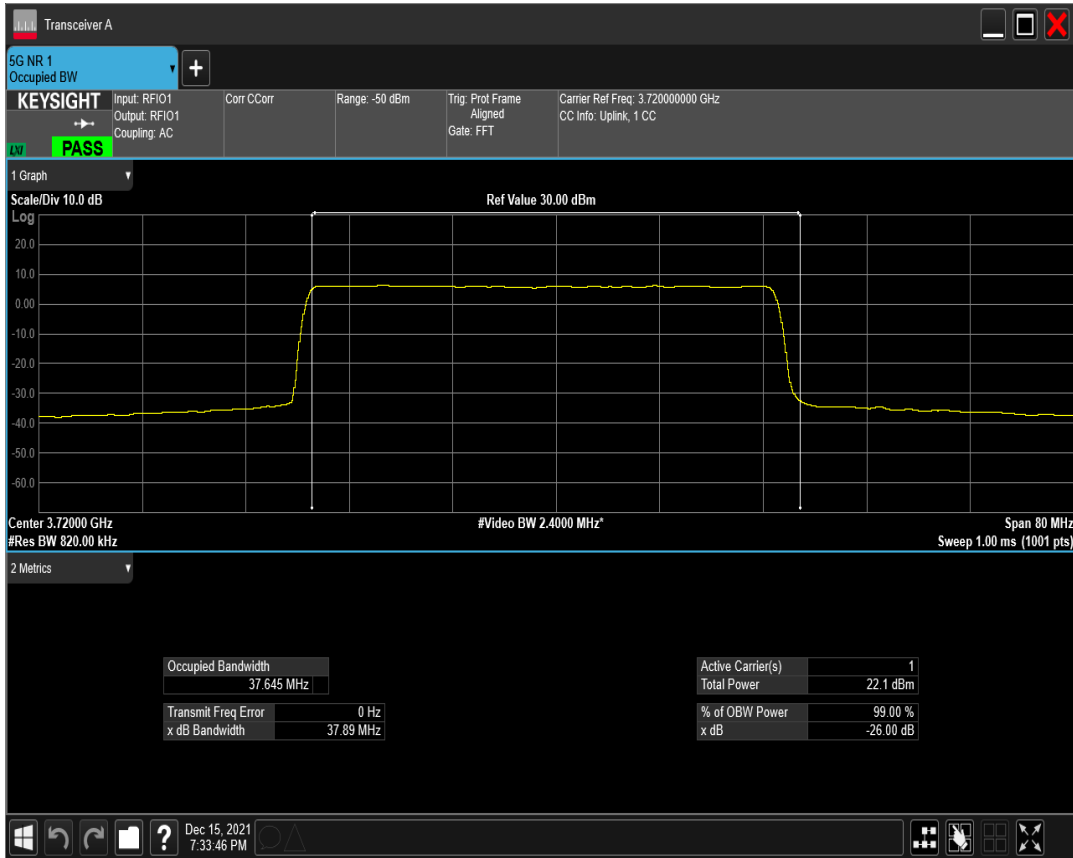 Transceiver A
5G NR 1
Occupied BW
KEYSIGHT
Input: RFIO1
Output: RFIO1
Coupling: AC
Corr CCorr
Range: -50 dBm
Trig: Prot Frame
Aligned
Gate: FFT
Carrier Ref Freq: 3.720000000 GHz
CC Info: Uplink, 1 CC
LXI
PASS
1 Graph
Scale/Div 10.0 dB
Ref Value 30.00 dBm
Log
20.0
10.0
0.00
-10.0
-20.0
-30.0
-40.0
-50.0
-60.0
Center 3.72000 GHz
#Video BW 2.4000 MHz*
Span 80 MHz
#Res BW 820.00 kHz
Sweep 1.00 ms (1001 pts)
2 Metrics
Occupied Bandwidth
37.645 MHz
Transmit Freq Error 0 Hz
x dB Bandwidth 37.89 MHz
Active Carrier(s) 1
Total Power 22.1 dBm
% of OBW Power 99.00 %
x dB -26.00 dB
Dec 15, 2021
7:33:46 PM